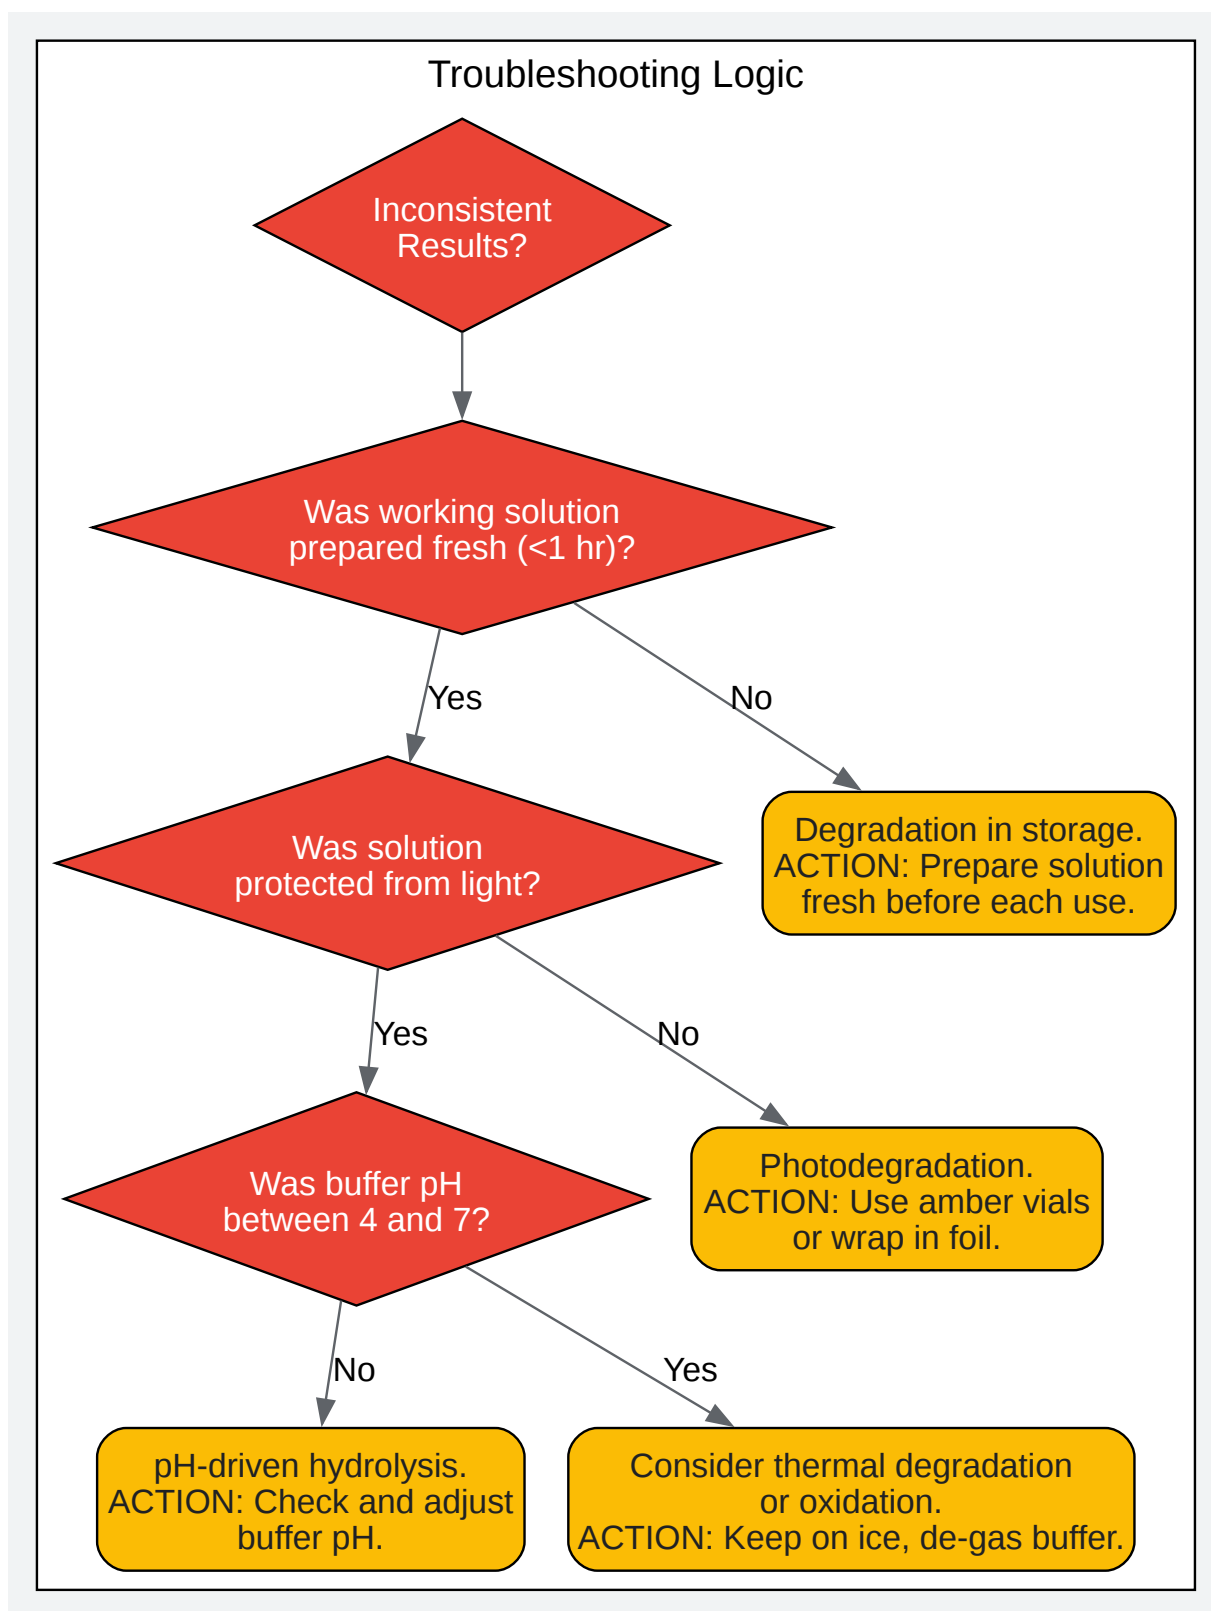 Troubleshooting Logic
Inconsistent
Results?
Was working solution
prepared fresh (<1 hr)?
Yes
No
Was solution
protected from light?
Degradation in storage.
ACTION: Prepare solution
fresh before each use.
Yes
No
Was buffer pH
between 4 and 7?
Photodegradation.
ACTION: Use amber vials
or wrap in foil.
No
Yes
pH-driven hydrolysis.
ACTION: Check and adjust
buffer pH.
Consider thermal degradation
or oxidation.
ACTION: Keep on ice, de-gas buffer.